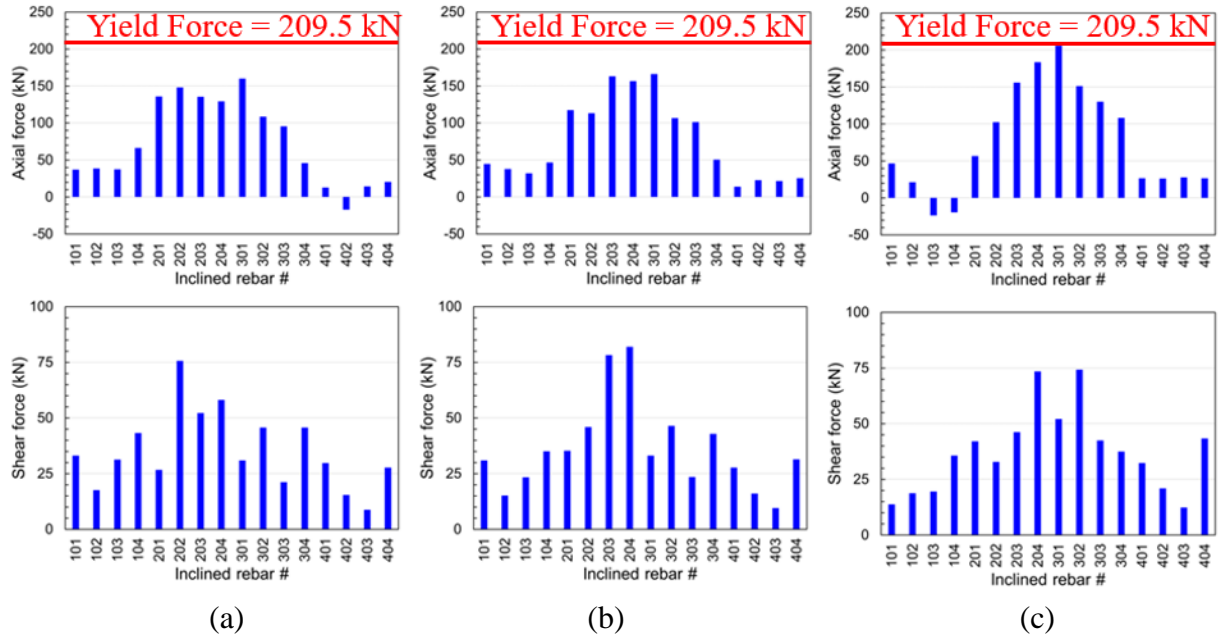 Yield Force = 209.5 kN
250
200
150
100
50
0
-50
Axial force (kN)
101 102 103 104 201 202 203 204 301 302 303 304 401 402 403 404
Inclined rebar #
Yield Force = 209.5 kN
250
200
150
100
50
0
-50
Axial force (kN)
101 102 103 104 201 202 203 204 301 302 303 304 401 402 403 404
Inclined rebar #
Yield Force = 209.5 kN
250
200
150
100
50
0
-50
Axial force (kN)
101 102 103 104 201 202 203 204 301 302 303 304 401 402 403 404
Inclined rebar #
100
75
50
25
0
Shear force (kN)
101 102 103 104 201 202 203 204 301 302 303 304 401 402 403 404
Inclined rebar #
100
75
50
25
0
Shear force (kN)
101 102 103 104 201 202 203 204 301 302 303 304 401 402 403 404
Inclined rebar #
100
75
50
25
0
Shear force (kN)
101 102 103 104 201 202 203 204 301 302 303 304 401 402 403 404
Inclined rebar #
(a)
(b)
(c)